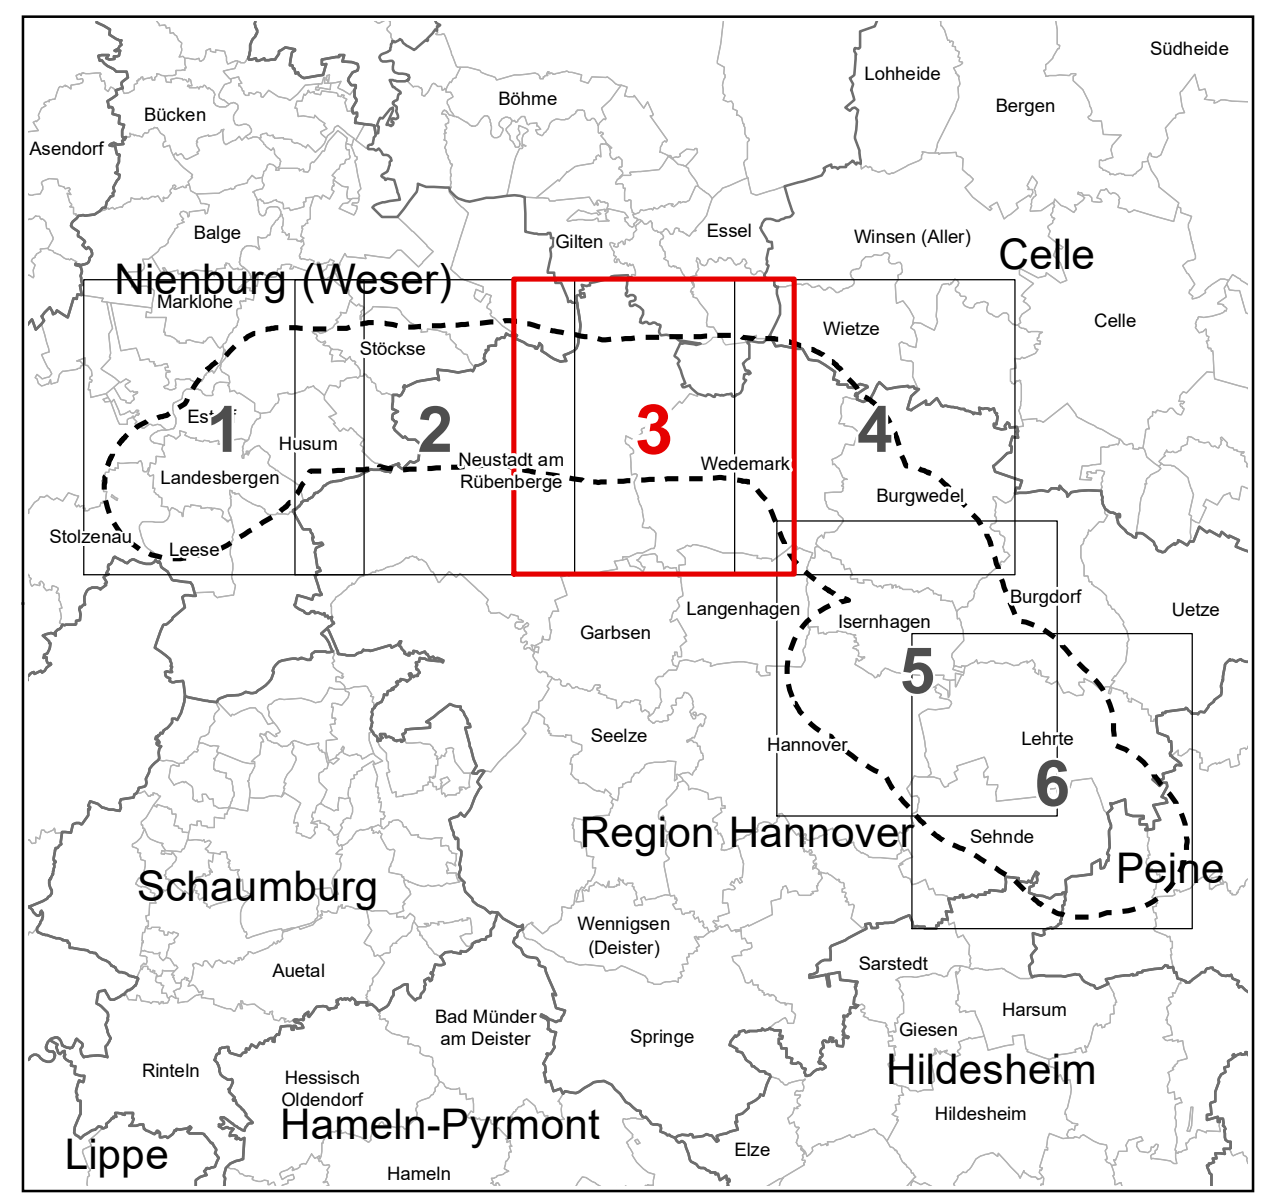 Südheide
Lohheide
Böhme
Bergen
Bücken
Asendorf
Balge
Gilten
Essel
Winsen (Aller)
Celle
Nienburg (Weser)
Marklohe
Celle
Wietze
Stöckse
1
2
3
4
Husum
Neustadt am
Rübenberge
Wedemark
Landesbergen
Burgwedel
Stolzenau
Leese
Burgdorf
Langenhagen
Uetze
Isernhagen
Garbsen
5
Seelze
Hannover
Lehrte
6
Region Hannover
Sehnde
Peine
Schaumburg
Wennigsen
(Deister)
Sarstedt
Auetal
Harsum
Bad Münder
am Deister
Giesen
Springe
Rinteln
Hildesheim
Hessisch
Oldendorf
Hildesheim
Hameln-Pyrmont
Elze
Lippe
Hameln